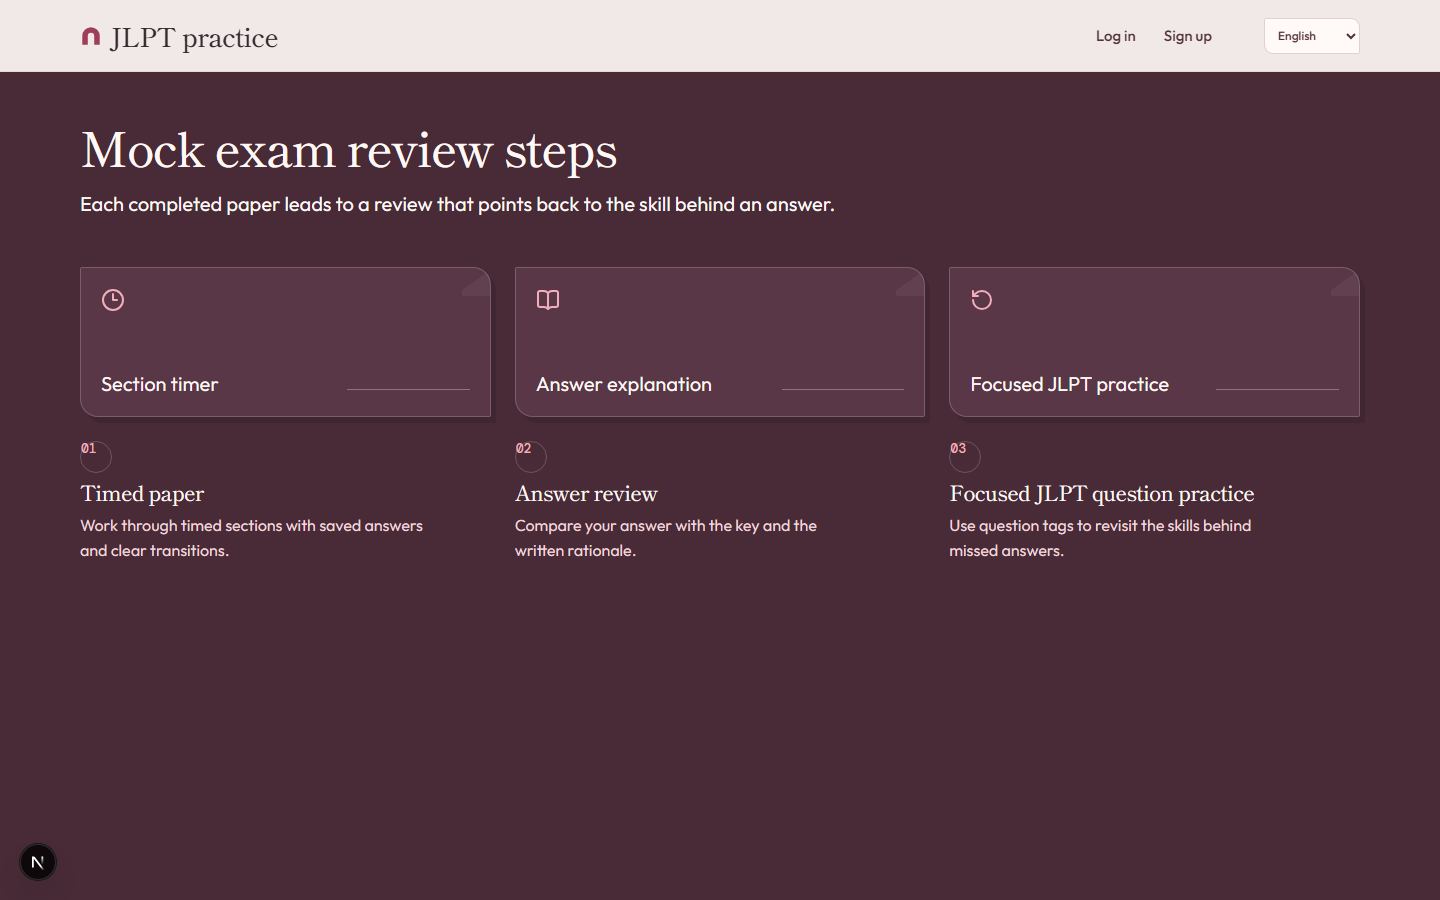 JLPT practice
Log in
Sign up
English
Mock exam review steps
Each completed paper leads to a review that points back to the skill behind an answer.
Section timer
Answer explanation
Focused JLPT practice
01
Timed paper
Work through timed sections with saved answers
and clear transitions.
02
Answer review
Compare your answer with the key and the
written rationale.
03
Focused JLPT question practice
Use question tags to revisit the skills behind
missed answers.
N